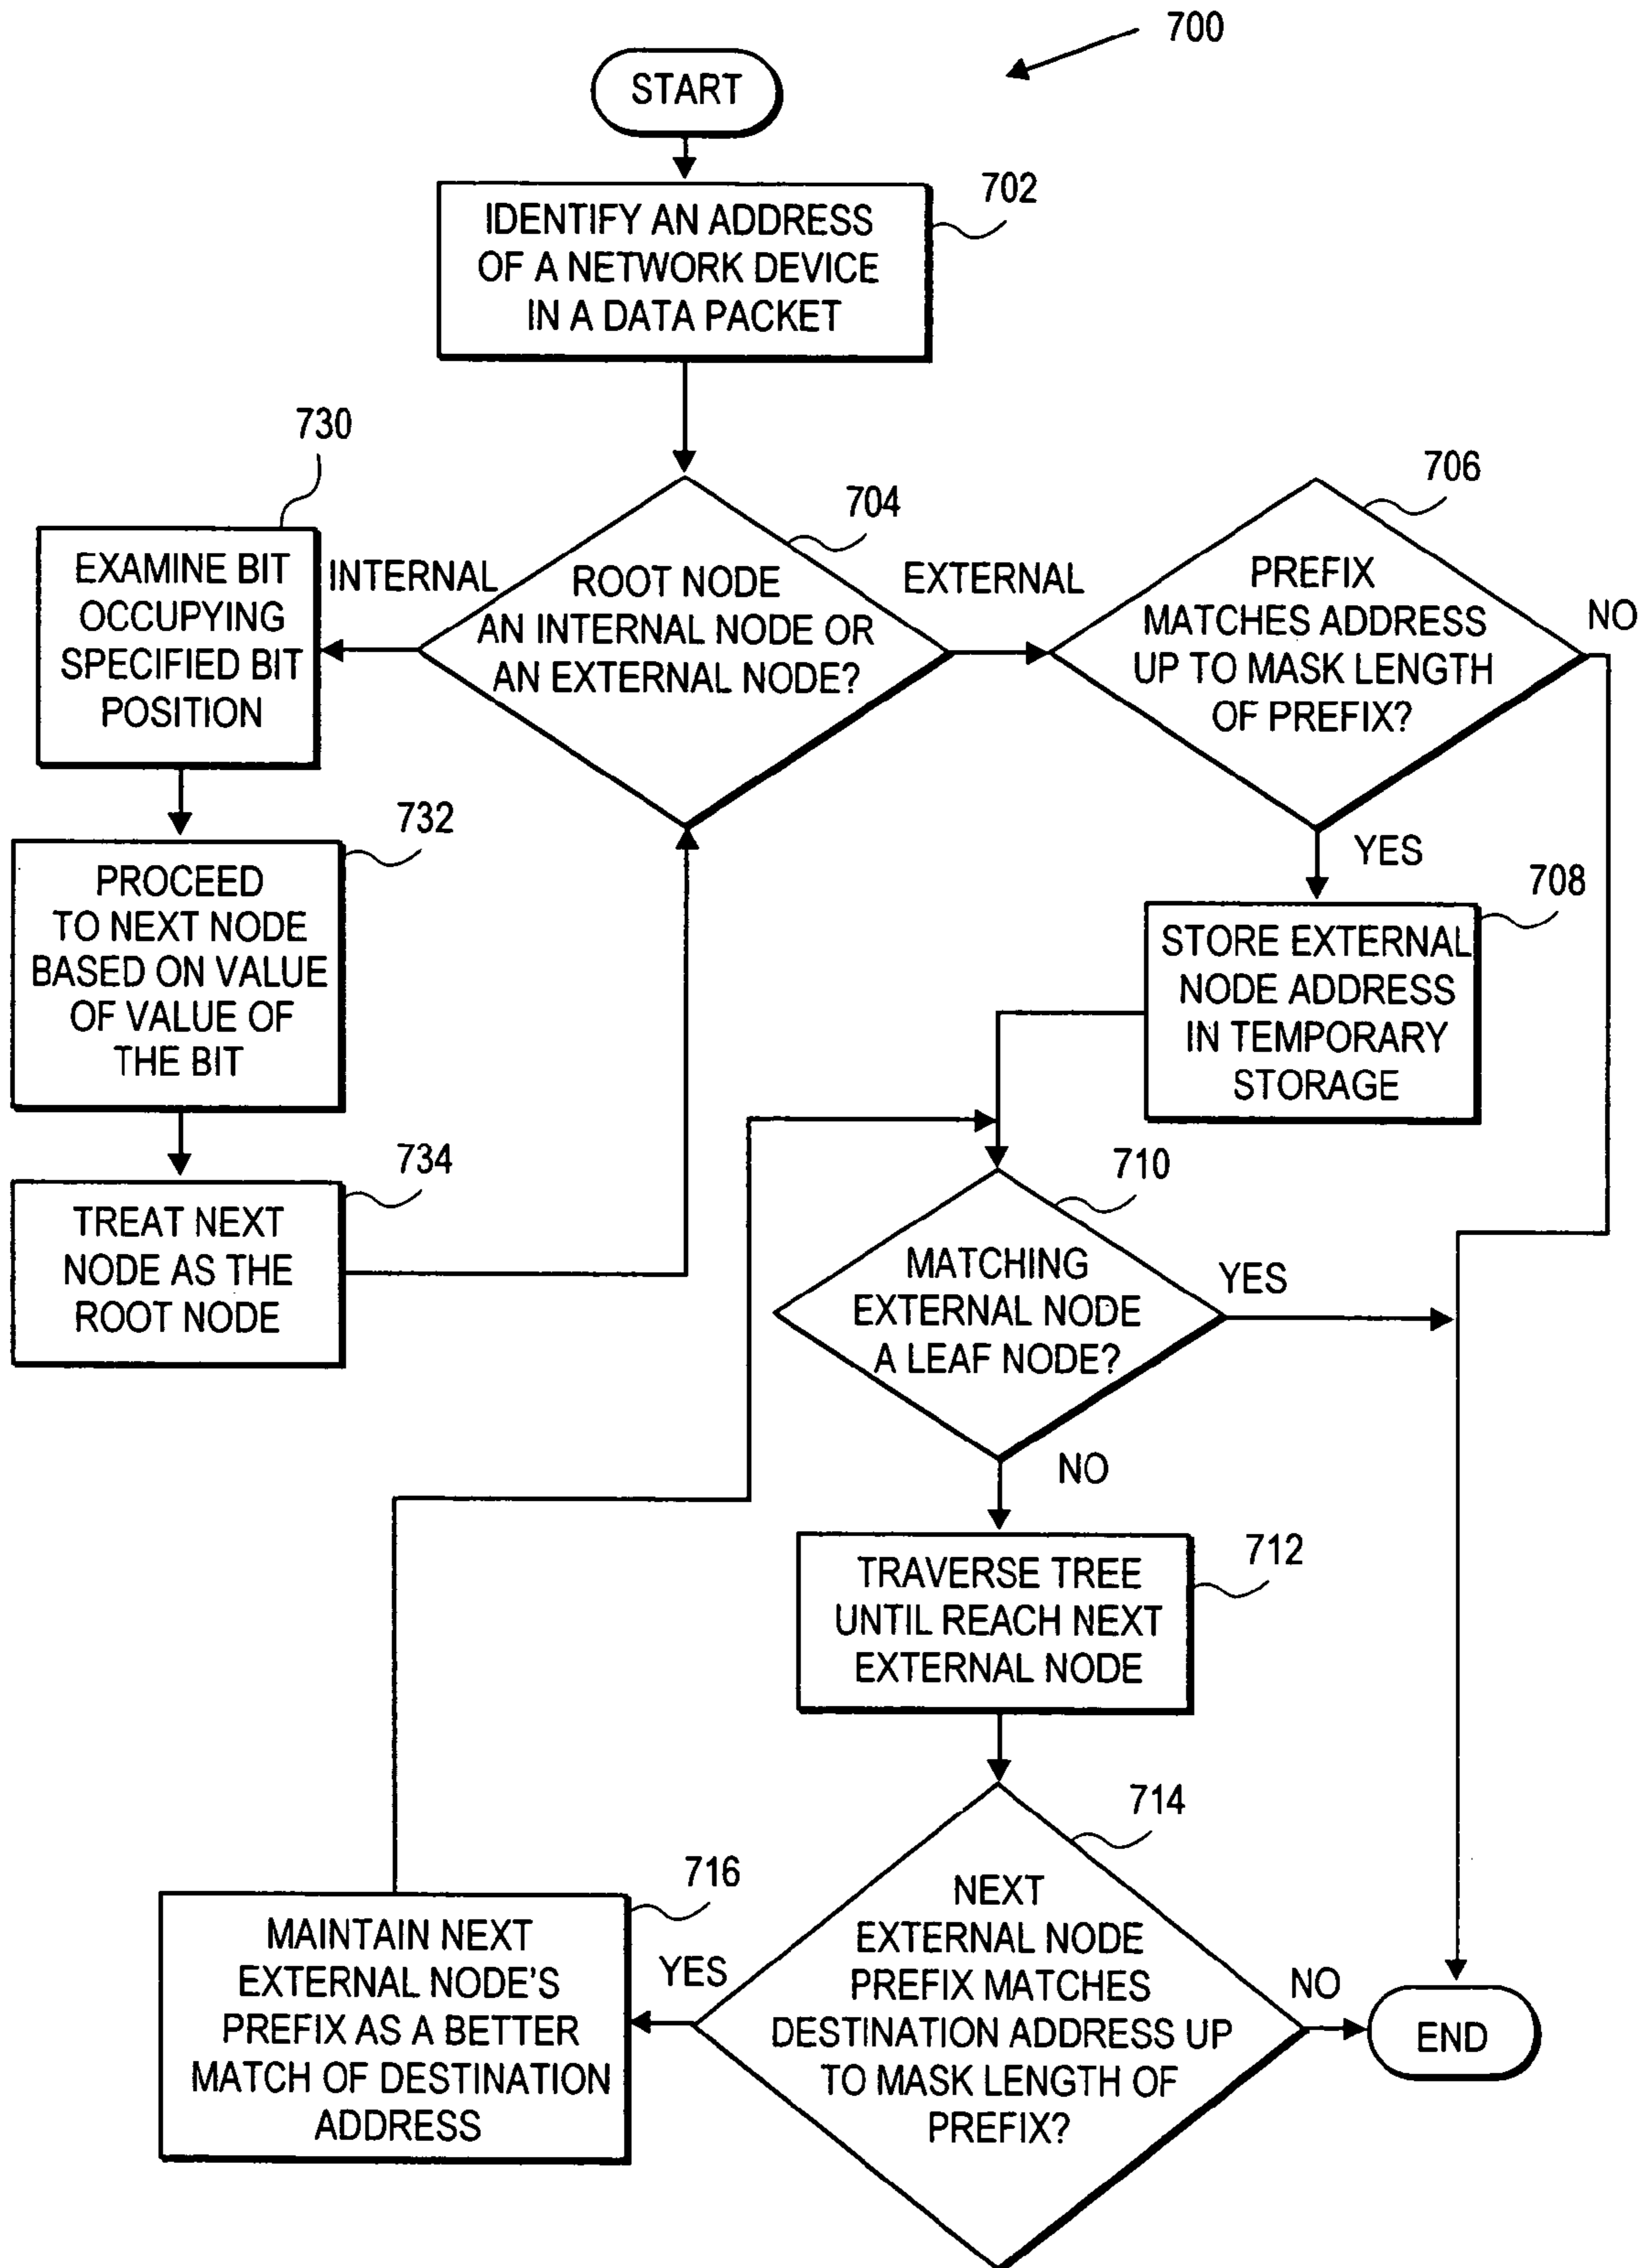 700
START
702
IDENTIFY AN ADDRESS
OF A NETWORK DEVICE
IN A DATA PACKET
730
704
706
EXAMINE BIT
OCCUPYING
SPECIFIED BIT
POSITION
INTERNAL
ROOT NODE
AN INTERNAL NODE OR
AN EXTERNAL NODE?
EXTERNAL
PREFIX
MATCHES ADDRESS
UP TO MASK LENGTH
OF PREFIX?
NO
YES
732
PROCEED
TO NEXT NODE
BASED ON VALUE
OF VALUE OF
THE BIT
708
STORE EXTERNAL
NODE ADDRESS
IN TEMPORARY
STORAGE
734
TREAT NEXT
NODE AS THE
ROOT NODE
710
MATCHING
EXTERNAL NODE
A LEAF NODE?
YES
NO
712
TRAVERSE TREE
UNTIL REACH NEXT
EXTERNAL NODE
714
NEXT
EXTERNAL NODE
PREFIX MATCHES
DESTINATION ADDRESS UP
TO MASK LENGTH OF
PREFIX?
716
MAINTAIN NEXT
EXTERNAL NODE'S
PREFIX AS A BETTER
MATCH OF DESTINATION
ADDRESS
YES
NO
END